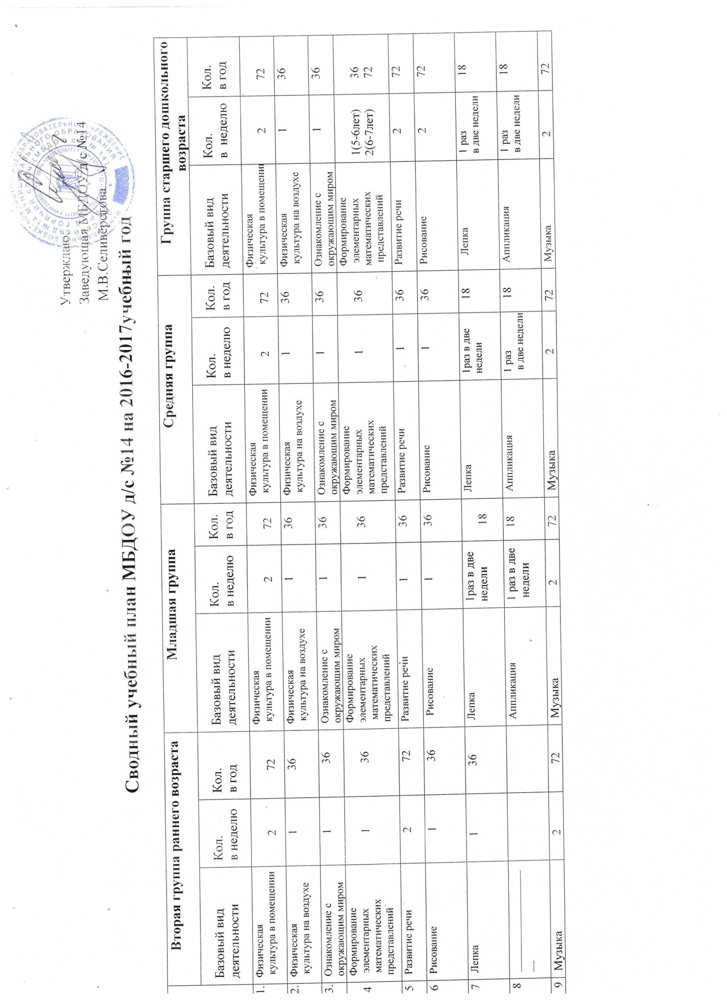 Утверждаю
Заведующая МБДОУ д/с №14
М.В.Селивёрстова
Сводный учебный план МБДОУ д/с №14 на 2016-2017учебный год
Вторая группа раннего возраста Младшая группа Средняя группа Группа старшего дошкольного
возраста
Базовый вид Кол. Кол. Базовый вид Кол. Кол. Базовый вид Кол. Кол. Базовый вид Кол. Кол.
деятельности в неделю в год деятельности в неделю в год деятельности в неделю в год деятельности в неделю в год
1. Физическая Физическая Физическая Физическая
культура в помещении 2 72 культура в помещении 2 72 культура в помещении 2 72 культура в помещени 2 72
2. Физическая 1 36 Физическая 1 36 Физическая 1 36 Физическая 1 36
культура на воздухе культура на воздухе культура на воздухе культура на воздухе
3. Ознакомление с 1 36 Ознакомление с 1 36 Ознакомление с 1 36 Ознакомление с 1 36
окружающим миром окружающим миром окружающим миром окружающим миром
Формирование Формирование Формирование Формирование
4 элементарных 1 36 элементарных 1 36 элементарных 1 36 элементарных 1(5-6лет) 36
математических математических математических математических 2(6-7лет) 72
представлений представлений представлений представлений
5 Развитие речи 2 72 Развитие речи 1 36 Развитие речи 1 36 Развитие речи 2 72
6 Рисование 1 36 Рисование 1 36 Рисование 1 36 Рисование 2 72
7 Лепка 1 36 Лепка 1раз в две 18 Лепка 1раз в две 18 Лепка 1 раз 18
недели недели в две недели
8 Аппликация 1 раз в две 18 Аппликация 1 раз 18 Аппликация 1 раз 18
недели в две недели в две недели
9 Музыка 2 72 Музыка 2 72 Музыка 2 72 Музыка 2 72